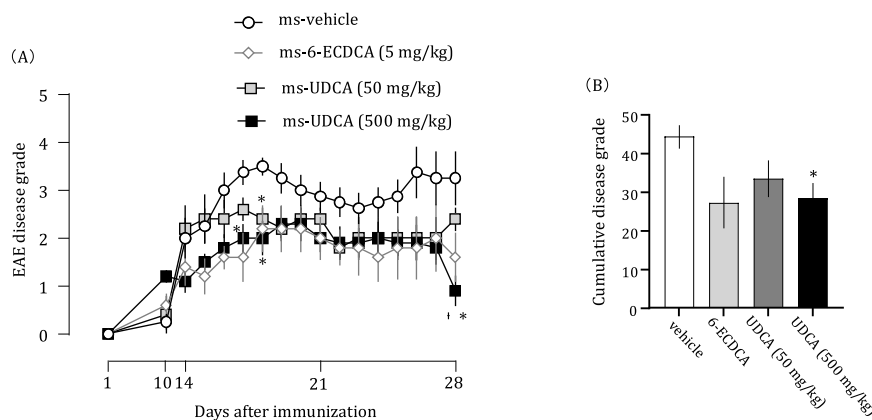 (A)
ms-vehicle
ms-6-ECDCA (5 mg/kg)
ms-UDCA (50 mg/kg)
ms-UDCA (500 mg/kg)
EAE disease grade
5
4
3
2
1
0
*
*
*
ƚ *
1 10 14 21 28
Days after immunization
(B)
Cumulative disease grade
50
40
30
20
10
0
*
vehicle
6-ECDCA
UDCA (50 mg/kg)
UDCA (500 mg/kg)